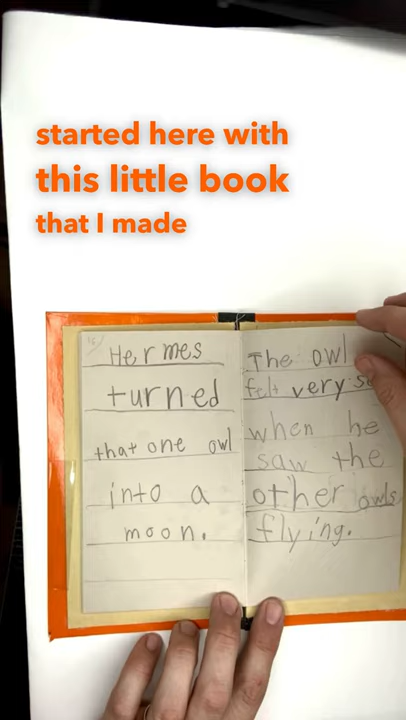 started here with
this little book
that I made
Hermes
turned
that one owl
into a
moon.
The owl
felt very
when he
saw the
other owls
flying.